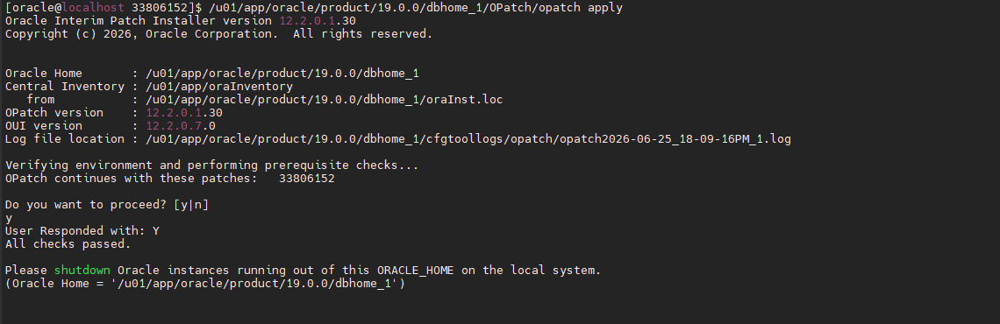 [oracle@localhost 33806152]$ /u01/app/oracle/product/19.0.0/dbhome_1/OPatch/opatch apply
Oracle Interim Patch Installer version 12.2.0.1.30
Copyright (c) 2026, Oracle Corporation.  All rights reserved.


Oracle Home       : /u01/app/oracle/product/19.0.0/dbhome_1
Central Inventory : /u01/app/oraInventory
   from           : /u01/app/oracle/product/19.0.0/dbhome_1/oraInst.loc
OPatch version    : 12.2.0.1.30
OUI version       : 12.2.0.7.0
Log file location : /u01/app/oracle/product/19.0.0/dbhome_1/cfgtoollogs/opatch/opatch2026-06-25_18-09-16PM_1.log

Verifying environment and performing prerequisite checks...
OPatch continues with these patches:   33806152

Do you want to proceed? [y|n]
y
User Responded with: Y
All checks passed.

Please shutdown Oracle instances running out of this ORACLE_HOME on the local system.
(Oracle Home = '/u01/app/oracle/product/19.0.0/dbhome_1')